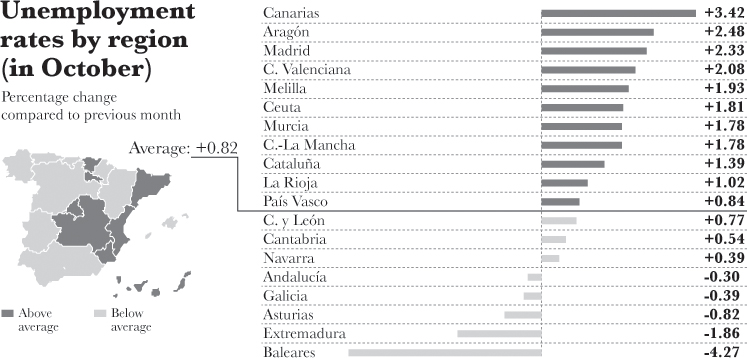 Unemployment
rates by region
(in October)
Percentage change
compared to previous month
Average: +0.82
Above
average
Below
average
Canarias +3.42
Aragón +2.48
Madrid +2.33
C. Valenciana +2.08
Melilla +1.93
Ceuta +1.81
Murcia +1.78
C.-La Mancha +1.78
Cataluña +1.39
La Rioja +1.02
País Vasco +0.84
C. y León +0.77
Cantabria +0.54
Navarra +0.39
Andalucía -0.30
Galicia -0.39
Asturias -0.82
Extremadura -1.86
Baleares -4.27